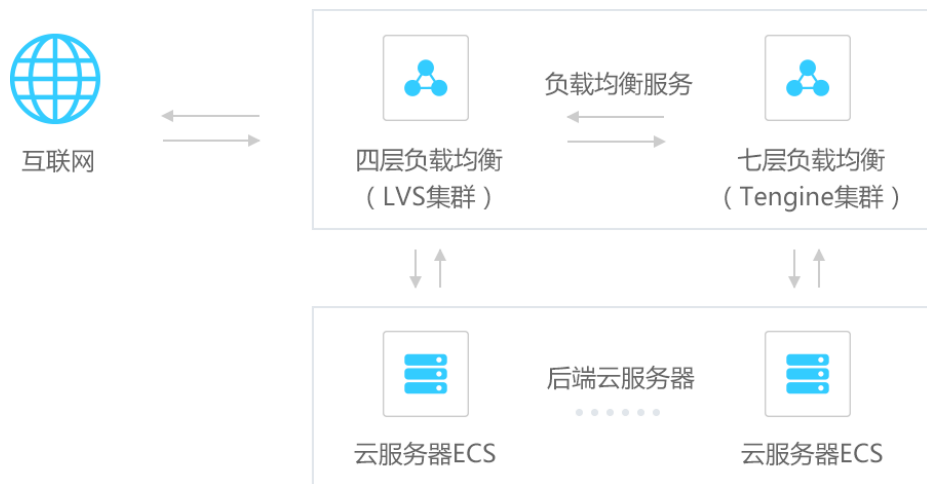 负载均衡服务
互联网
四层负载均衡
（LVS集群）
七层负载均衡
（Tengine集群）
后端云服务器
云服务器ECS
云服务器ECS